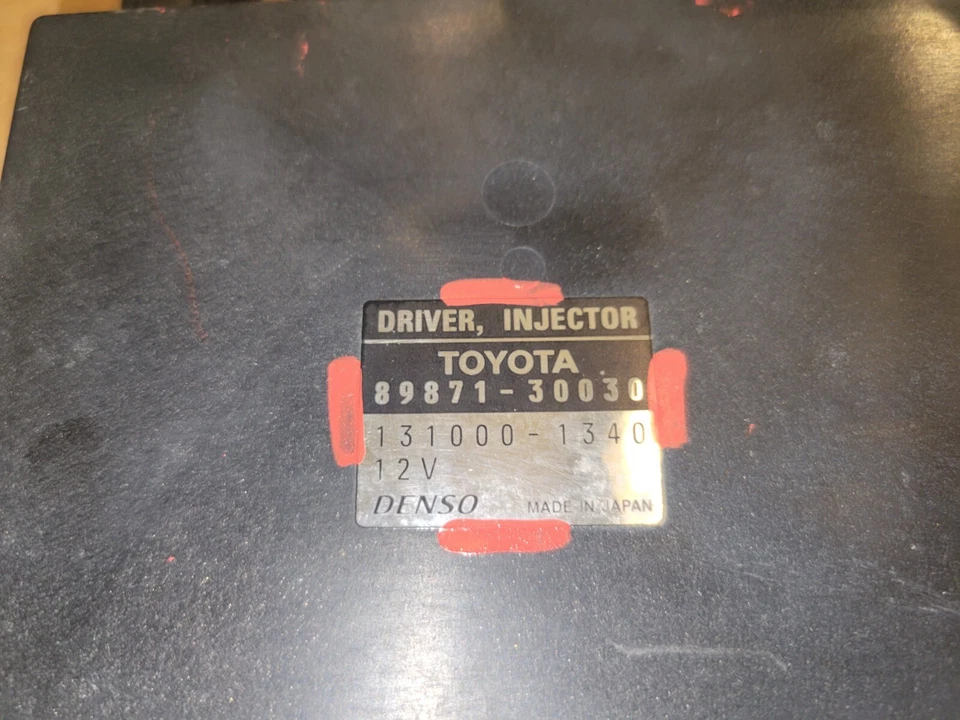 DRIVER, INJECTOR
TOYOTA
89871-30030
131000-1340
12V
DENSO MADE IN JAPAN